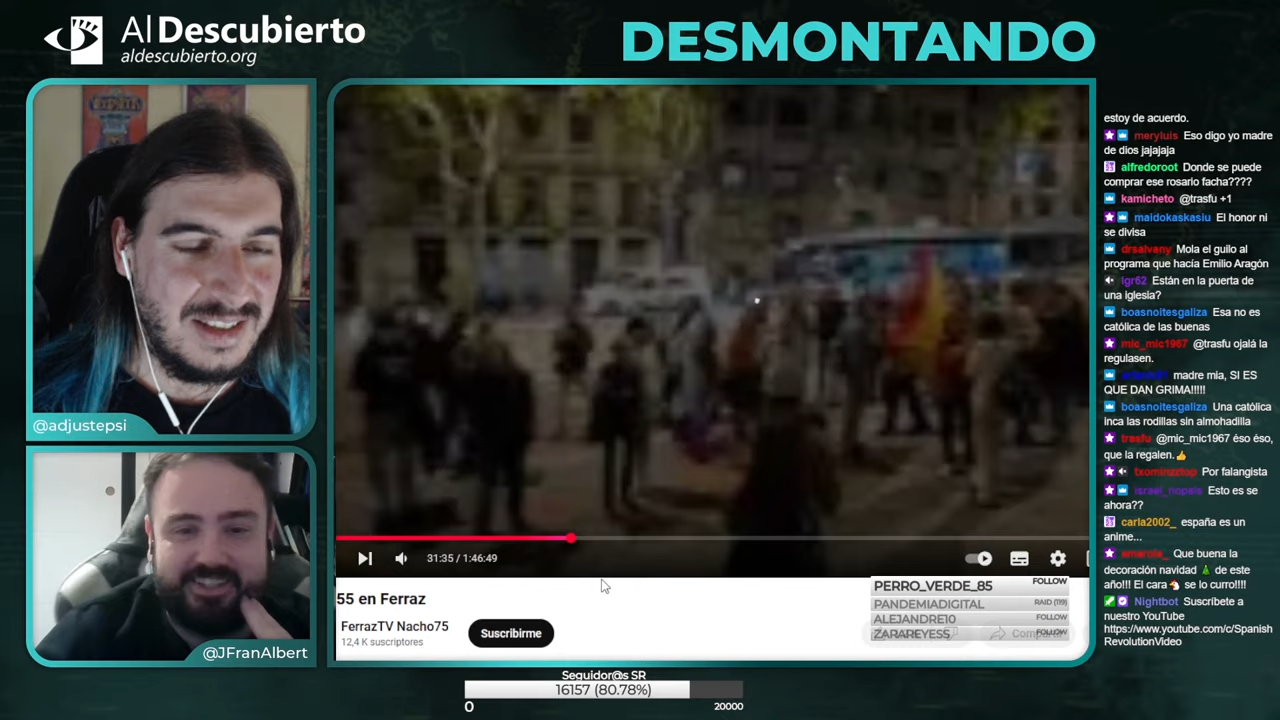 Al Descubierto
aldescubierto.org
DESMONTANDO
@adjustepsi
@JFranAlbert
31:35 / 1:46:49
55 en Ferraz
FerrazTV Nacho75
12,4 K suscriptores
Suscribirme
PERRO_VERDE_85 FOLLOW
PANDEMIADIGITAL RAID (119)
ALEJANDRE10 FOLLOW
ZARAREYESS FOLLOW
Seguidor@s SR
16157 (80.78%)
0
20000
estoy de acuerdo.
meryluis Eso digo yo madre
de dios jajajaja
alfredoroot Donde se puede
comprar ese rosario facha????
kamicheto @trasfu +1
maidokaskasiu El honor ni
se divisa
drsalvany Mola el guilo al
programa que hacía Emilio Aragón
igr62 Están en la puerta de
una Iglesia?
boasnoitesgaliza Esa no es
católica de las buenas
mic_mic1967 @trasfu ojalá la
regulasen.
madre mia, SI ES
QUE DAN GRIMA!!!!!
boasnoitesgaliza Una católica
inca las rodillas sin almohadilla
trasfu @mic_mic1967 éso éso,
que la regalen.👍
txominzztop Por falangista
israel_nopais Esto es se
ahora??
carla2002_ españa es un
anime...
amarola_ Que buena la
decoración navidad 🎄 de este
año!!! El cara 🐔 se lo curro!!!!
Nightbot Suscríbete a
nuestro YouTube
https://www.youtube.com/c/Spanish
RevolutionVideo